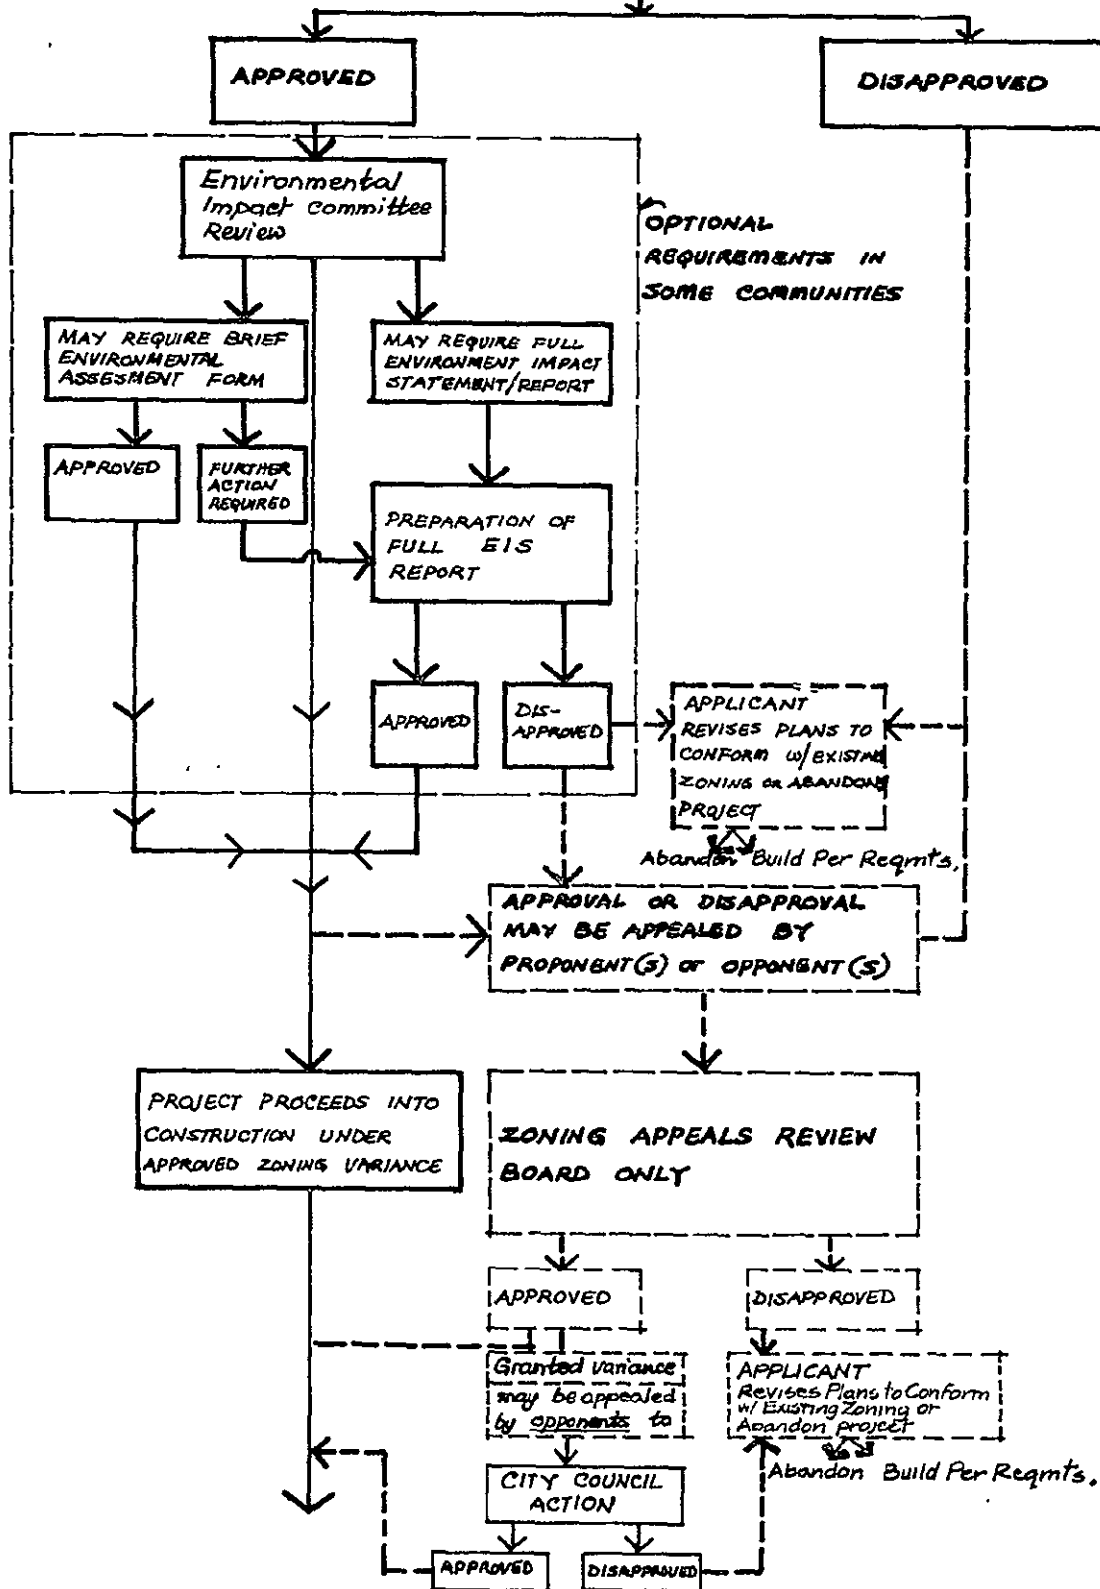 APPROVED
DISAPPROVED
Environmental
Impact Committee
Review
OPTIONAL
REQUIREMENTS IN
SOME COMMUNITIES
MAY REQUIRE BRIEF
ENVIRONMENTAL
ASSESMENT FORM
MAY REQUIRE FULL
ENVIRONMENT IMPACT
STATEMENT/REPORT
APPROVED
FURTHER
ACTION
REQUIRED
PREPARATION OF
FULL EIS
REPORT
APPROVED
DIS-
APPROVED
APPLICANT
REVISES PLANS TO
CONFORM W/EXISTING
ZONING OR ABANDONS
PROJECT
Abandon Build Per Reqmts.
APPROVAL OR DISAPPROVAL
MAY BE APPEALED BY
PROPONENT(S) or OPPONENT(S)
PROJECT PROCEEDS INTO
CONSTRUCTION UNDER
APPROVED ZONING VARIANCE
ZONING APPEALS REVIEW
BOARD ONLY
APPROVED
DISAPPROVED
Granted variance
may be appealed
by opponents to
APPLICANT
Revises Plans to Conform
w/ Existing Zoning or
Abandon project
Abandon Build Per Reqmts.
CITY COUNCIL
ACTION
APPROVED
DISAPPROVED